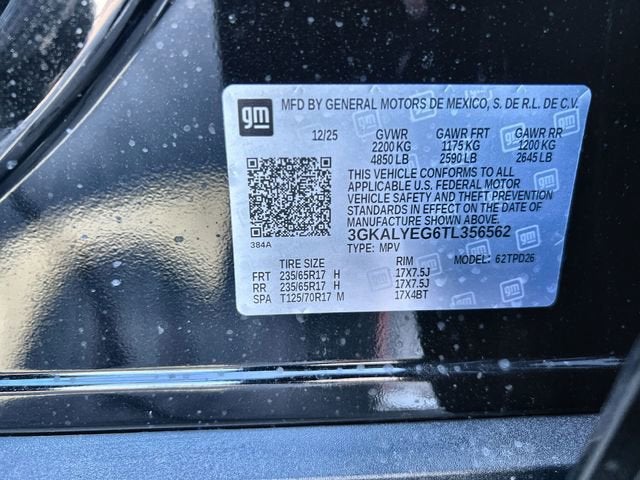 gm MFD BY GENERAL MOTORS DE MEXICO, S. DE R.L. DE C.V.
12/25 GVWR GAWR FRT GAWR RR
2200 KG 1175 KG 1200 KG
4850 LB 2590 LB 2645 LB
THIS VEHICLE CONFORMS TO ALL
APPLICABLE U.S. FEDERAL MOTOR
VEHICLE SAFETY AND THEFT PREVENTION
STANDARDS IN EFFECT ON THE DATE OF
MANUFACTURE SHOWN ABOVE.
3GKALYEG6TL356562
384A TYPE: MPV
TIRE SIZE RIM MODEL: 62TPD26
FRT 235/65R17 H 17X7.5J
RR 235/65R17 H 17X7.5J
SPA T125/70R17 M 17X4BT